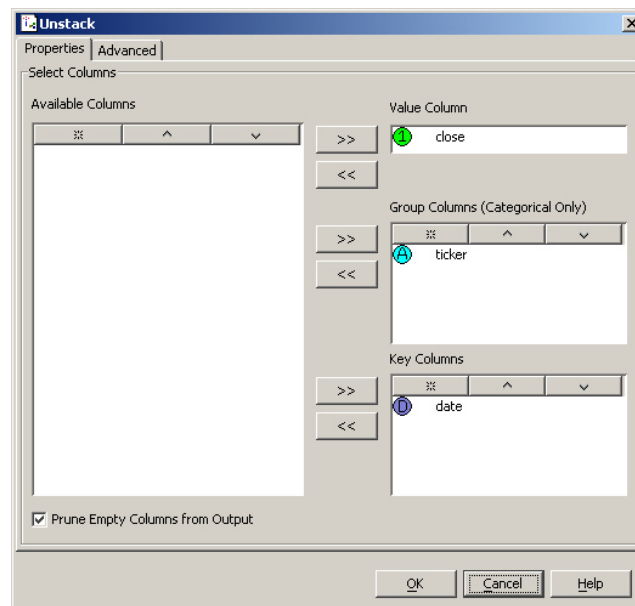 Unstack
Properties Advanced
Select Columns
Available Columns
Value Column
>>
1 close
<<
Group Columns (Categorical Only)
>>
A ticker
<<
Key Columns
>>
D date
<<
Prune Empty Columns from Output
OK Cancel Help